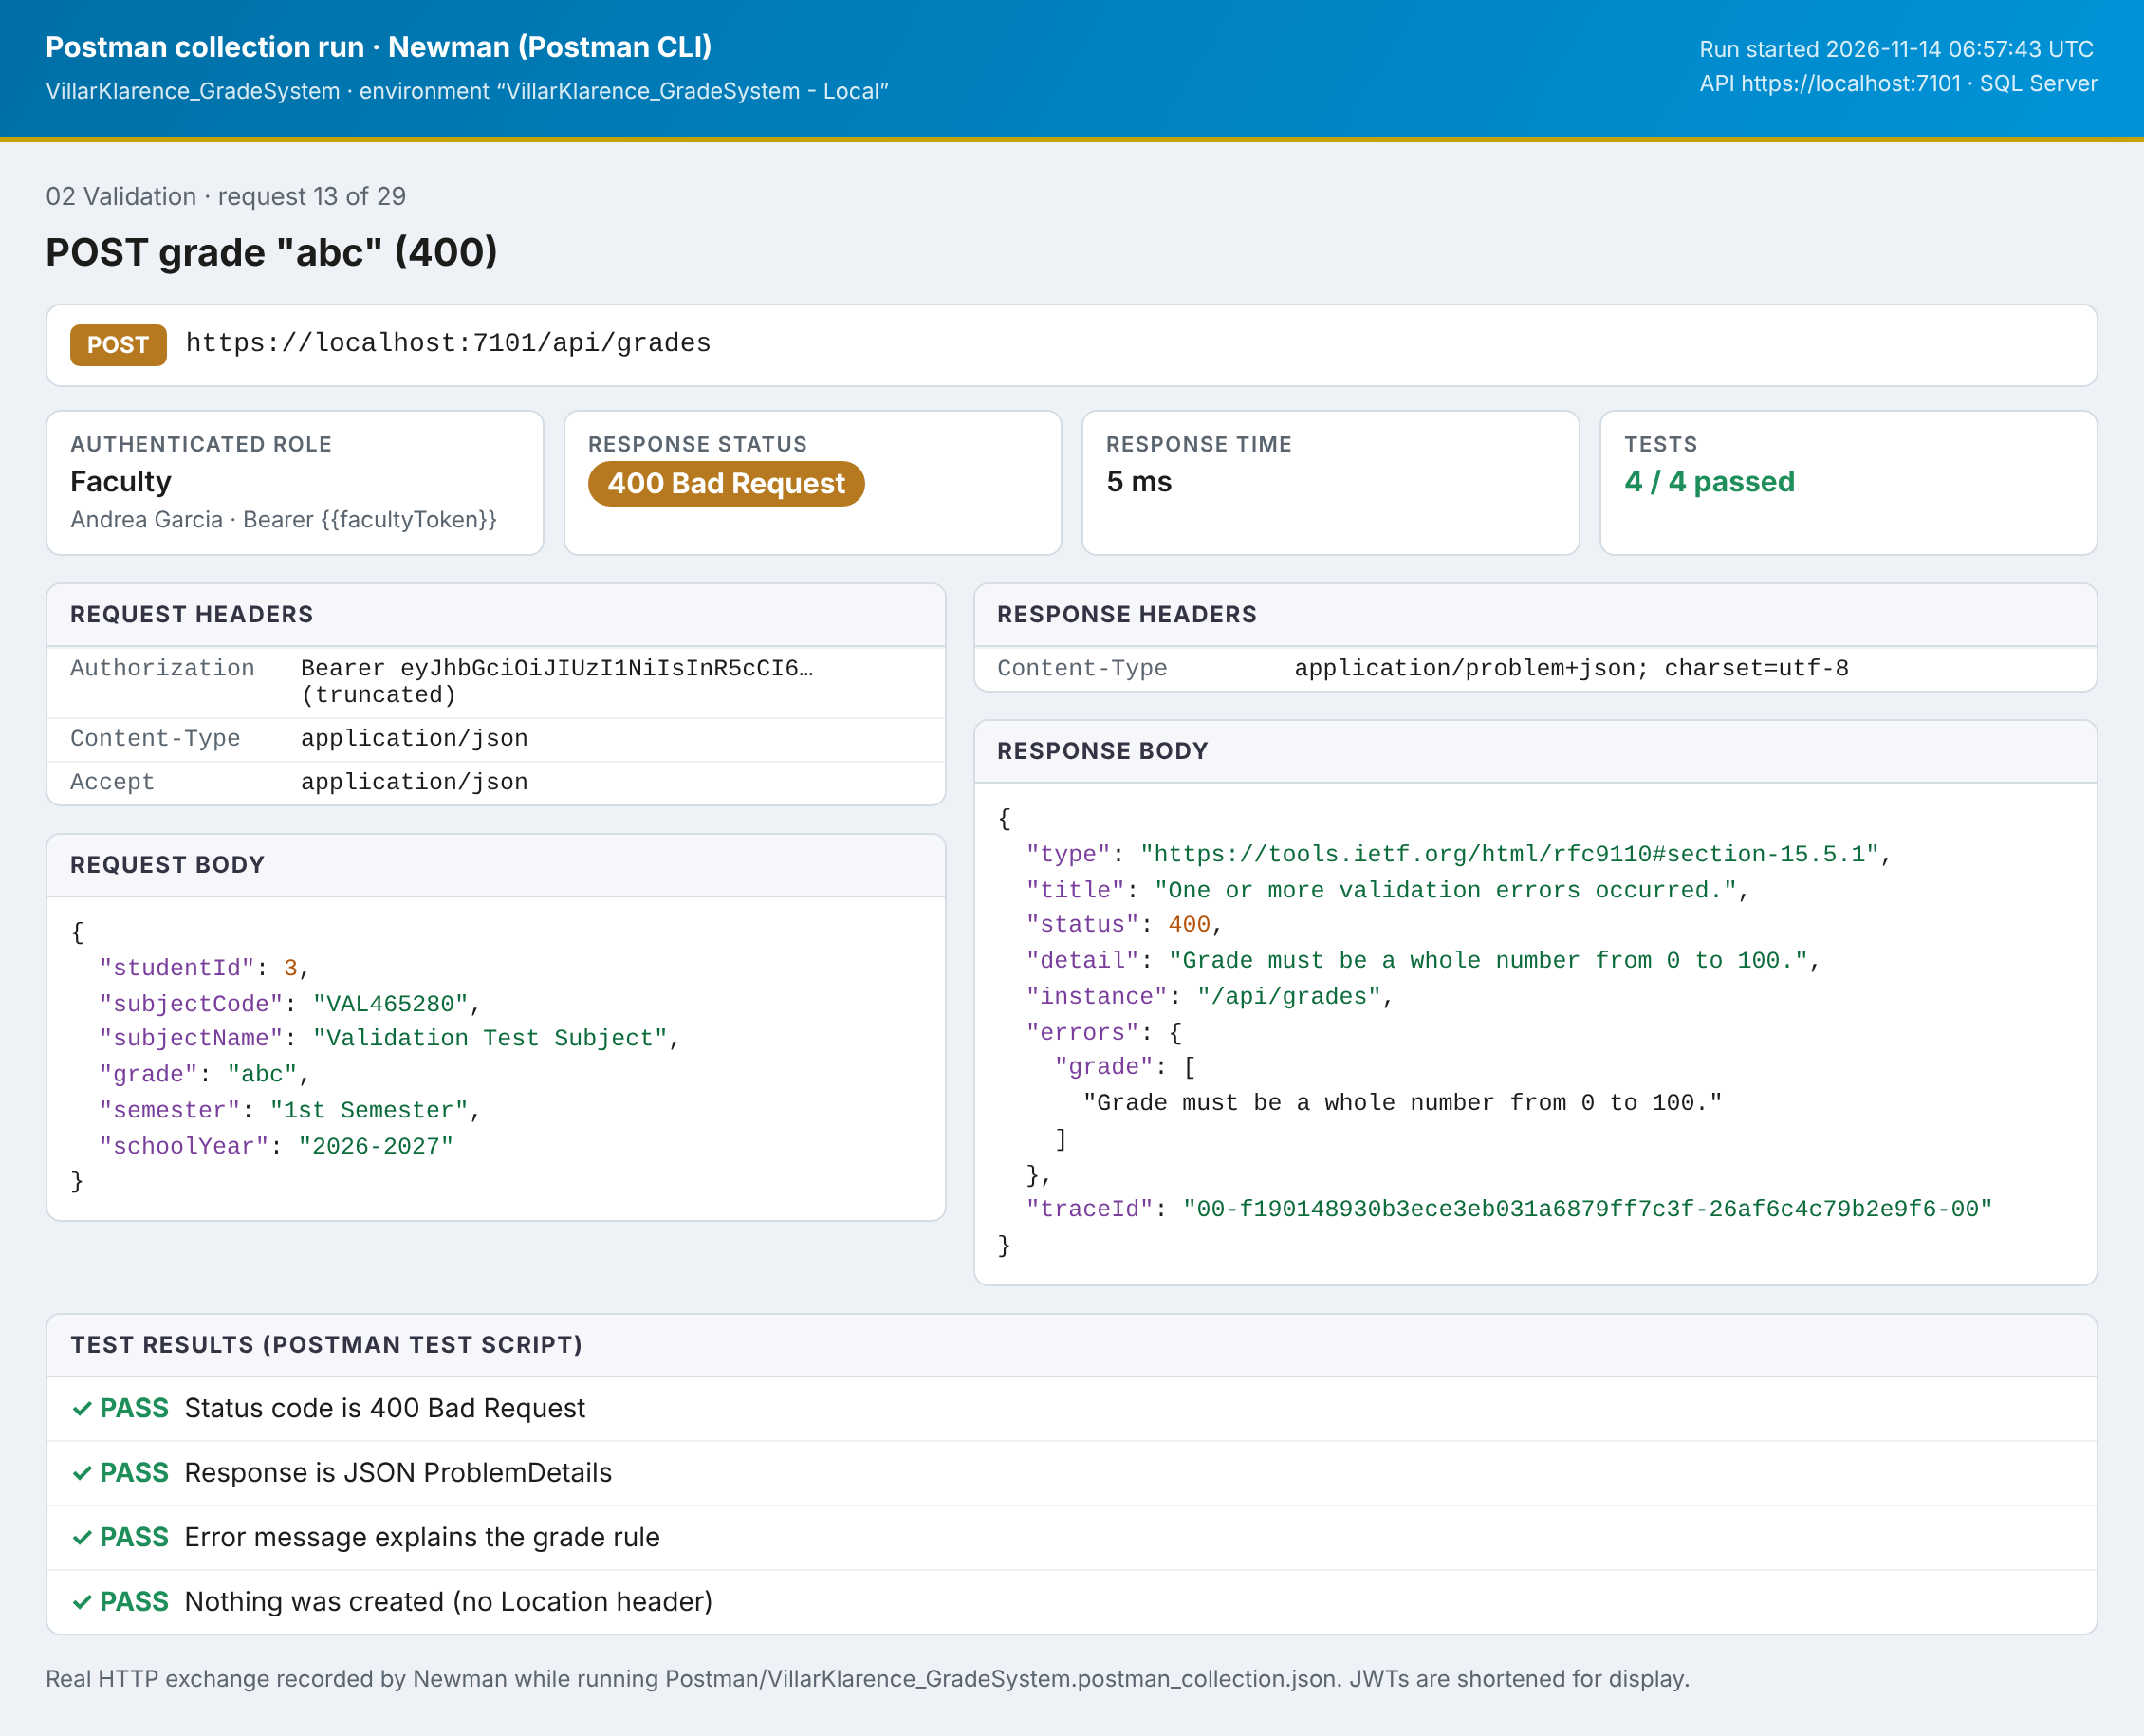 Postman collection run · Newman (Postman CLI)
VillarKlarence_GradeSystem · environment “VillarKlarence_GradeSystem - Local”
Run started 2026-11-14 06:57:43 UTC
API https://localhost:7101 · SQL Server
02 Validation · request 13 of 29
POST grade "abc" (400)
POST https://localhost:7101/api/grades
AUTHENTICATED ROLE
Faculty
Andrea Garcia · Bearer {{facultyToken}}
RESPONSE STATUS
400 Bad Request
RESPONSE TIME
5 ms
TESTS
4 / 4 passed
REQUEST HEADERS
Authorization Bearer eyJhbGciOiJIUzI1NiIsInR5cCI6…
(truncated)
Content-Type application/json
Accept application/json
REQUEST BODY
{
  "studentId": 3,
  "subjectCode": "VAL465280",
  "subjectName": "Validation Test Subject",
  "grade": "abc",
  "semester": "1st Semester",
  "schoolYear": "2026-2027"
}
RESPONSE HEADERS
Content-Type application/problem+json; charset=utf-8
RESPONSE BODY
{
  "type": "https://tools.ietf.org/html/rfc9110#section-15.5.1",
  "title": "One or more validation errors occurred.",
  "status": 400,
  "detail": "Grade must be a whole number from 0 to 100.",
  "instance": "/api/grades",
  "errors": {
    "grade": [
      "Grade must be a whole number from 0 to 100."
    ]
  },
  "traceId": "00-f190148930b3ece3eb031a6879ff7c3f-26af6c4c79b2e9f6-00"
}
TEST RESULTS (POSTMAN TEST SCRIPT)
✓ PASS Status code is 400 Bad Request
✓ PASS Response is JSON ProblemDetails
✓ PASS Error message explains the grade rule
✓ PASS Nothing was created (no Location header)
Real HTTP exchange recorded by Newman while running Postman/VillarKlarence_GradeSystem.postman_collection.json. JWTs are shortened for display.